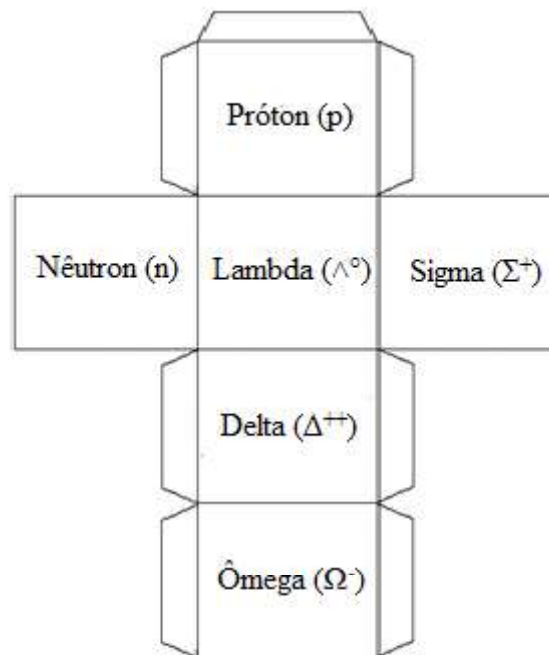 Próton (p)
Nêutron (n)
Lambda (∧°)
Sigma (Σ⁺)
Delta (Δ⁺⁺)
Ômega (Ω⁻)